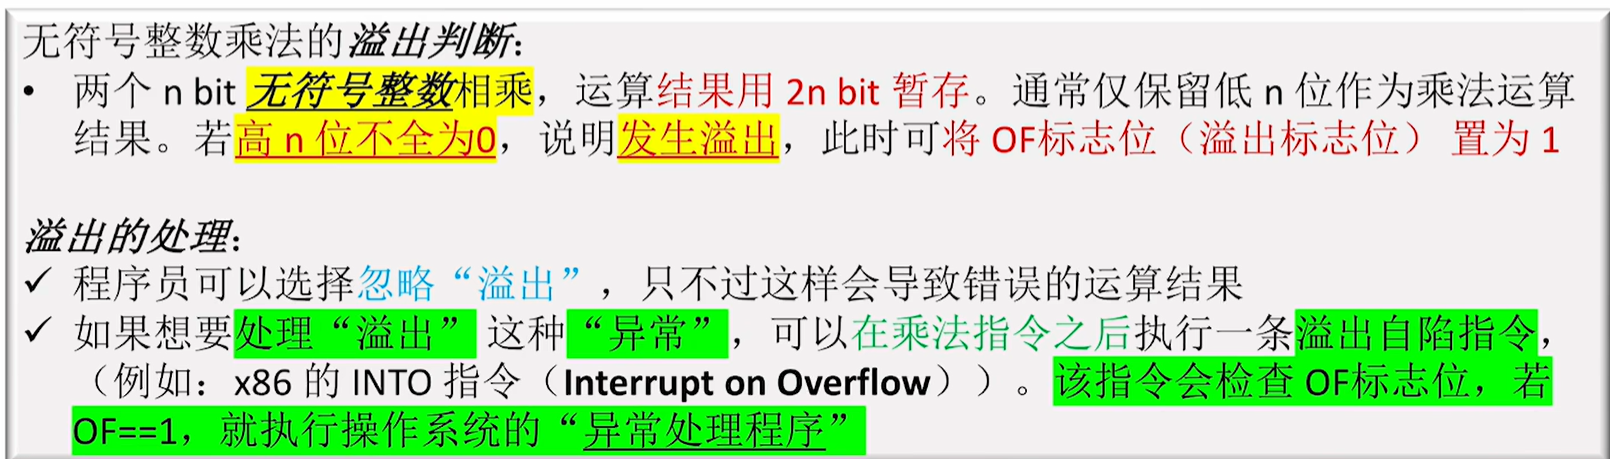 无符号整数乘法的溢出判断：
• 两个 n bit 无符号整数相乘，运算结果用 2n bit 暂存。通常仅保留低 n 位作为乘法运算
结果。若高 n 位不全为0，说明发生溢出，此时可将 OF标志位（溢出标志位） 置为 1
溢出的处理：
✓ 程序员可以选择忽略“溢出”，只不过这样会导致错误的运算结果
✓ 如果想要处理“溢出” 这种“异常”，可以在乘法指令之后执行一条溢出自陷指令，
（例如：x86 的 INTO 指令（Interrupt on Overflow））。该指令会检查 OF标志位，若
OF==1，就执行操作系统的“异常处理程序”